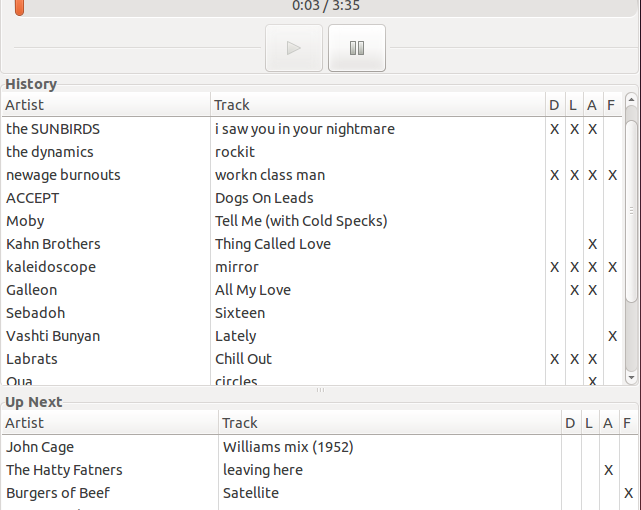 0:03 / 3:35
History
Artist Track D L A F
the SUNBIRDS i saw you in your nightmare X X X
the dynamics rockit
newage burnouts workn class man X X X X
ACCEPT Dogs On Leads
Moby Tell Me (with Cold Specks)
Kahn Brothers Thing Called Love X
kaleidoscope mirror X X X X
Galleon All My Love X X
Sebadoh Sixteen
Vashti Bunyan Lately X
Labrats Chill Out X X X
Qua circles X
Up Next
Artist Track D L A F
John Cage Williams mix (1952)
The Hatty Fatners leaving here X
Burgers of Beef Satellite X